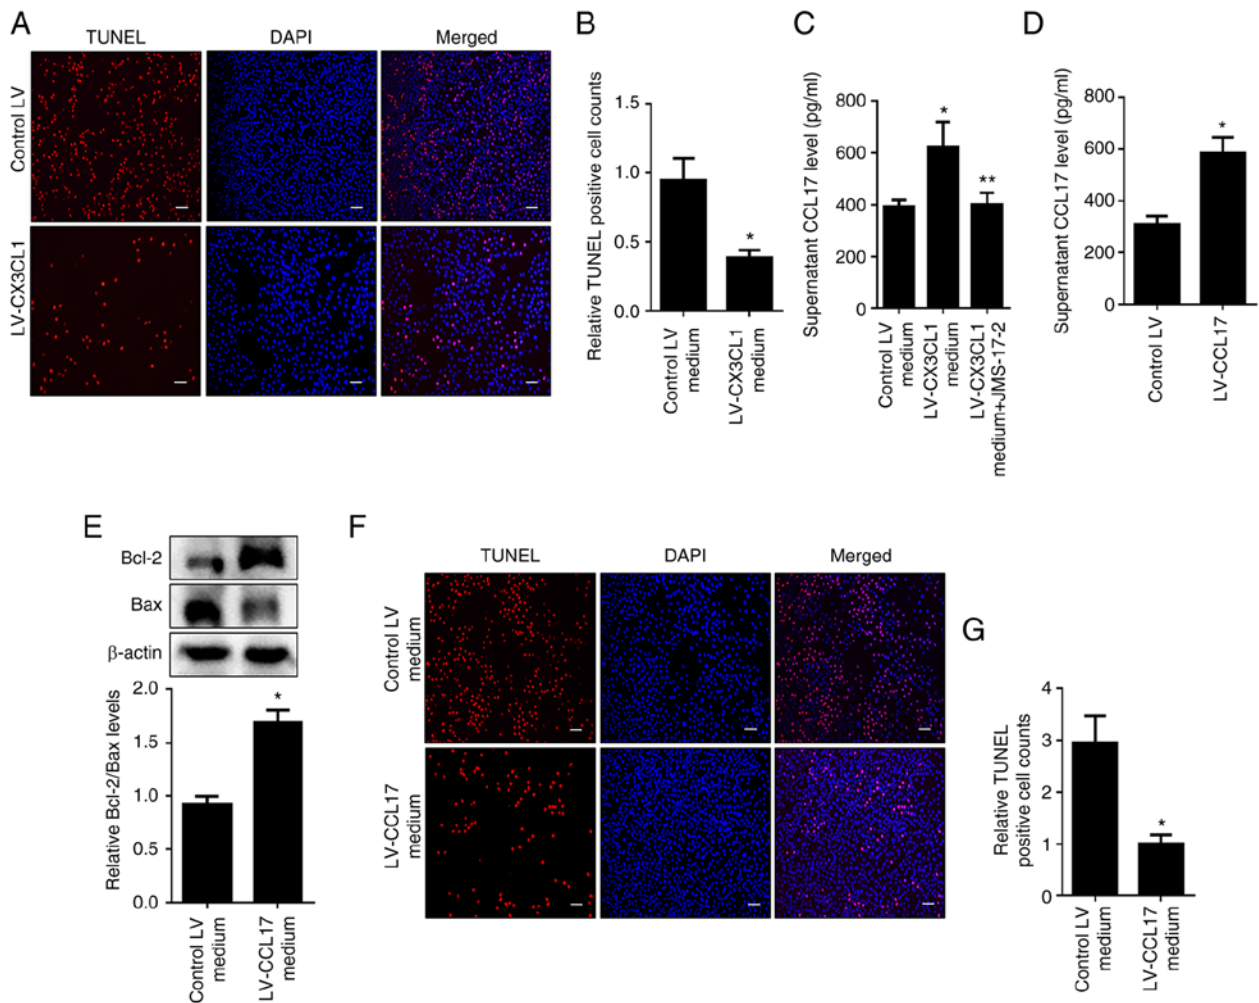 A
TUNEL
DAPI
Merged
Control LV
LV-CX3CL1
B
Relative TUNEL positive cell counts
1.5
1.0
0.5
0.0
*
Control LV
medium
LV-CX3CL1
medium
C
Supernatant CCL17 level (pg/ml)
800
600
400
200
0
*
**
Control LV
medium
LV-CX3CL1
medium
LV-CX3CL1
medium+JMS-17-2
D
Supernatant CCL17 level (pg/ml)
800
600
400
200
0
*
Control LV
LV-CCL17
E
Bcl-2
Bax
β-actin
Relative Bcl-2/Bax levels
2.0
1.5
1.0
0.5
0.0
*
Control LV
medium
LV-CCL17
medium
F
TUNEL
DAPI
Merged
Control LV
medium
LV-CCL17
medium
G
Relative TUNEL
positive cell counts
4
3
2
1
0
*
Control LV
medium
LV-CCL17
medium